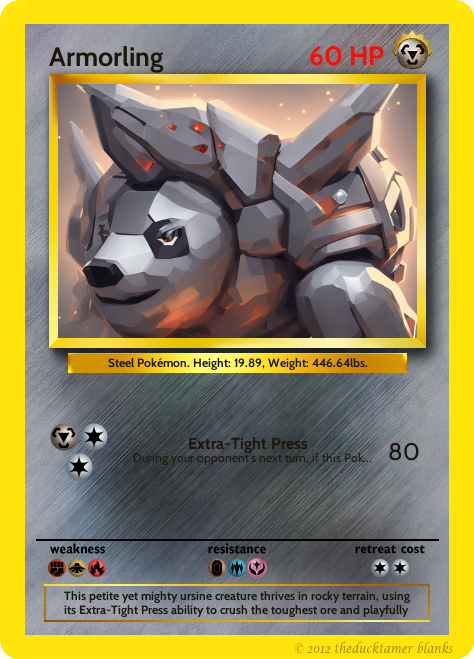 Armorling
60 HP
Steel Pokémon. Height: 19.89, Weight: 446.64lbs.
Extra-Tight Press
During your opponent's next turn, if this Pok...
80
weakness
resistance
retreat cost
This petite yet mighty ursine creature thrives in rocky terrain, using
its Extra-Tight Press ability to crush the toughest ore and playfully
© 2012 theducktamer blanks